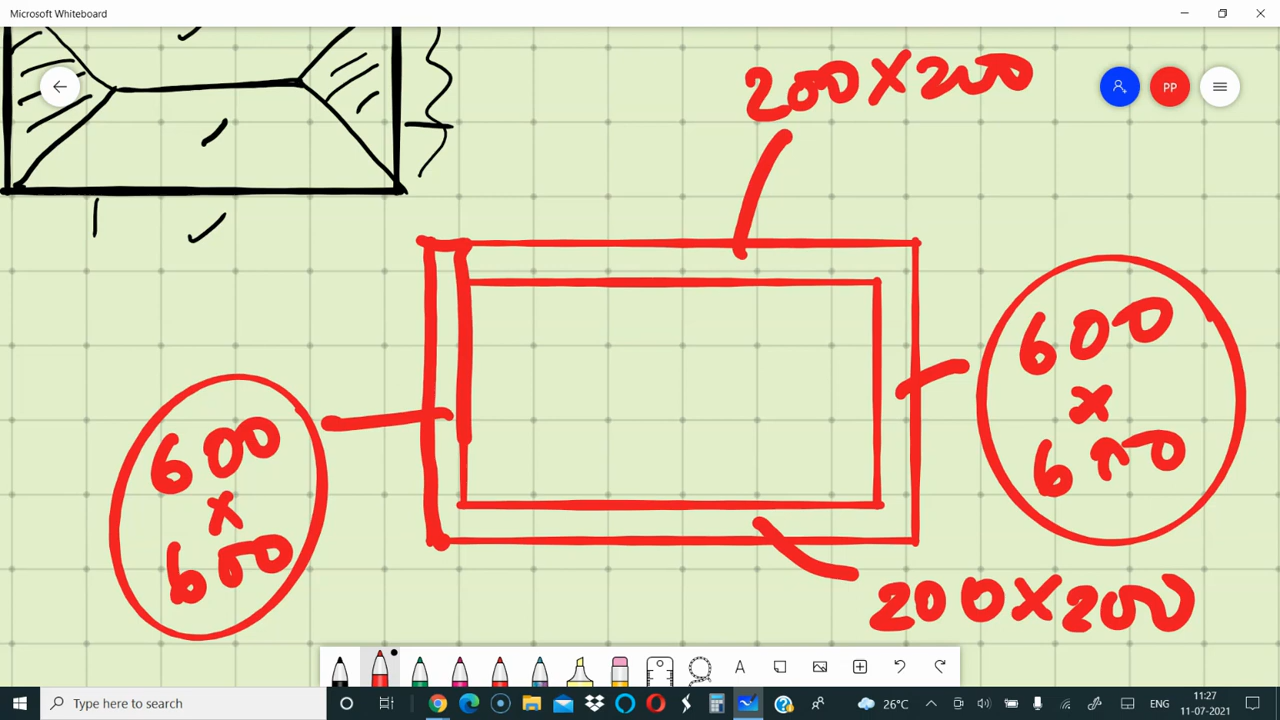 Microsoft Whiteboard
200X200
PP
600
x
600
600
x
600
200X200
A
Type here to search
26°C
ENG
11:27
11-07-2021